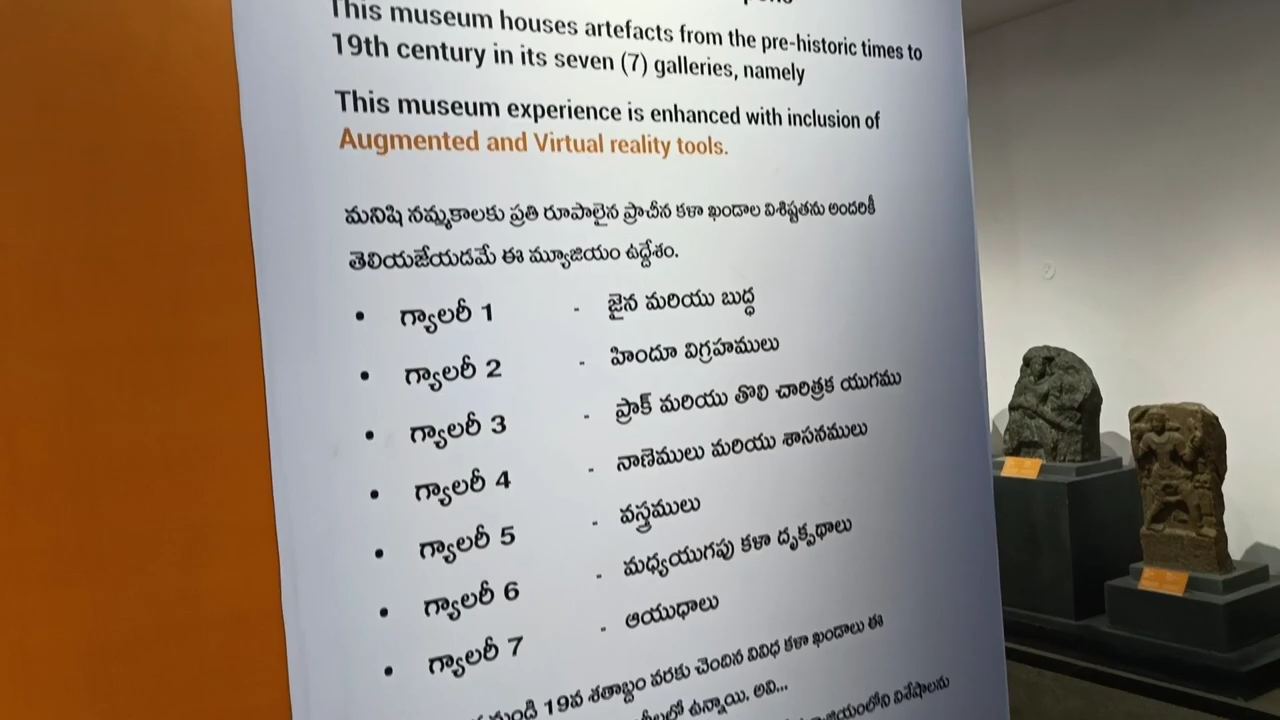 This museum houses artefacts from the pre-historic times to
19th century in its seven (7) galleries, namely
This museum experience is enhanced with inclusion of
Augmented and Virtual reality tools.
మనిషి నమ్మకాలకు ప్రతి రూపాలైన ప్రాచీన కళా ఖండాల విశిష్టతను అందరికీ
తెలియజేయడమే ఈ మ్యూజియం ఉద్దేశం.
• గ్యాలరీ 1 - జైన మరియు బుద్ధ
• గ్యాలరీ 2 - హిందూ విగ్రహములు
• గ్యాలరీ 3 - ప్రాక్ మరియు తొలి చారిత్రక యుగము
• గ్యాలరీ 4 - నాణెములు మరియు శాసనములు
• గ్యాలరీ 5 - వస్త్రములు
• గ్యాలరీ 6 - మధ్యయుగపు కళా దృక్పథాలు
• గ్యాలరీ 7 - ఆయుధాలు
నుండి 19వ శతాబ్దం వరకు చెందిన వివిధ కళా ఖండాలు ఈ
ఉన్నాయి. అవి...
విశేషాలను